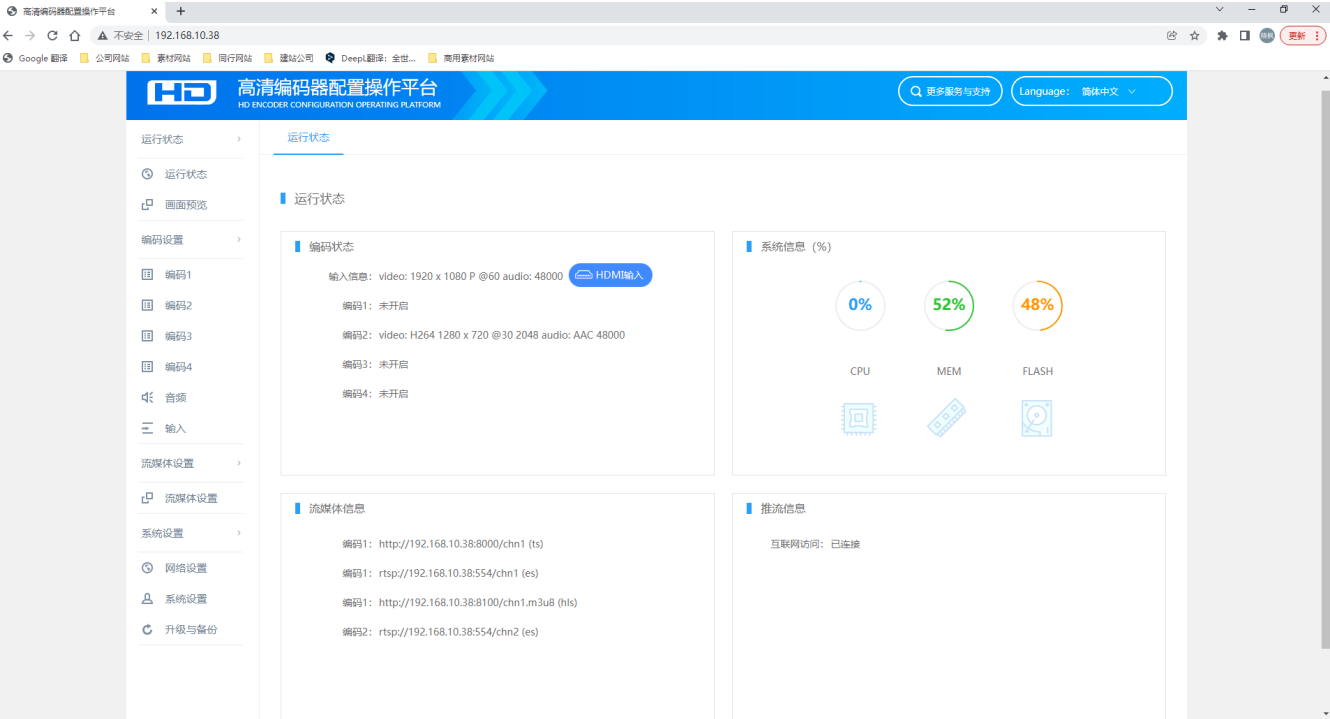 高清编码器配置操作平台
不安全 192.168.10.38
更新
Google 翻译 公司网站 素材网站 同行网站 建站公司 DeepL翻译：全世... 商用素材网站
HD 高清编码器配置操作平台
HD ENCODER CONFIGURATION OPERATING PLATFORM
更多服务与支持
Language: 简体中文
运行状态
运行状态
画面预览
编码设置
编码1
编码2
编码3
编码4
音频
输入
流媒体设置
流媒体设置
系统设置
网络设置
系统设置
升级与备份
运行状态
运行状态
编码状态
输入信息：video: 1920 x 1080 P @60 audio: 48000 HDMI输入
编码1：未开启
编码2：video: H264 1280 x 720 @30 2048 audio: AAC 48000
编码3：未开启
编码4：未开启
系统信息（%）
0% 52% 48%
CPU MEM FLASH
流媒体信息
编码1：http://192.168.10.38:8000/chn1 (ts)
编码1：rtsp://192.168.10.38:554/chn1 (es)
编码1：http://192.168.10.38:8100/chn1.m3u8 (hls)
编码2：rtsp://192.168.10.38:554/chn2 (es)
推流信息
互联网访问：已连接